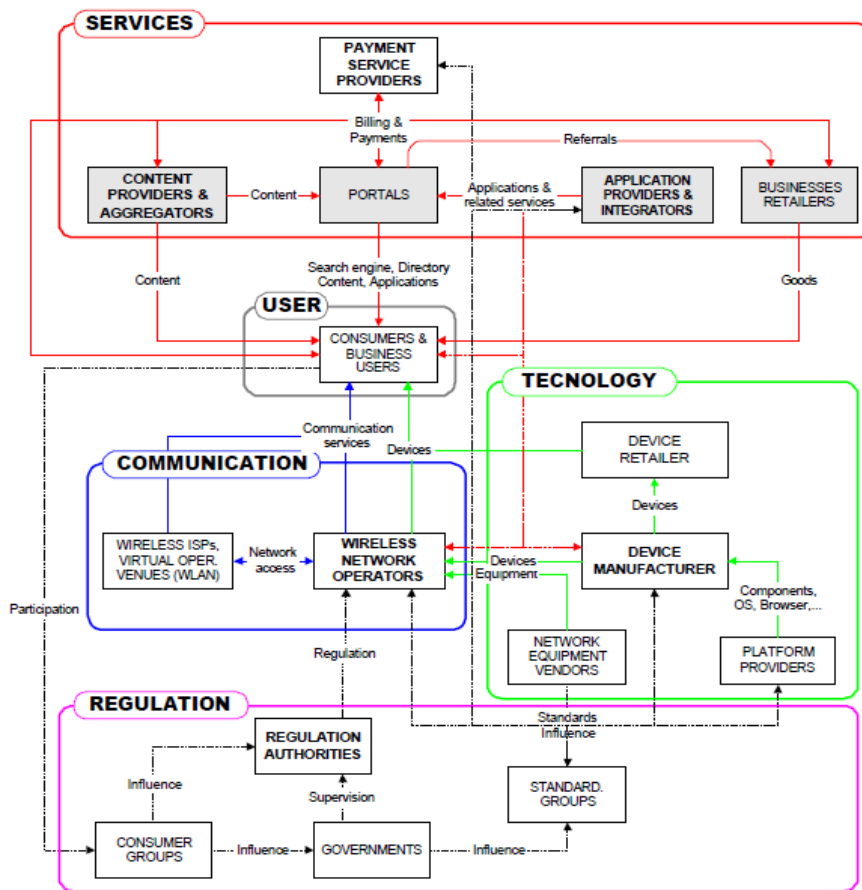 SERVICES
PAYMENT
SERVICE
PROVIDERS
Billing &
Payments
Referrals
CONTENT
PROVIDERS &
AGGREGATORS
Content
PORTALS
Applications &
related services
APPLICATION
PROVIDERS &
INTEGRATORS
BUSINESSES
RETAILERS
Content
Search engine, Directory
Content, Applications
Goods
USER
CONSUMERS &
BUSINESS
USERS
TECNOLOGY
Communication
services
Devices
DEVICE
RETAILER
COMMUNICATION
Devices
WIRELESS ISPs,
VIRTUAL OPER.
VENUES (WLAN)
Network
access
WIRELESS
NETWORK
OPERATORS
Devices
Equipment
DEVICE
MANUFACTURER
Components,
OS, Browser,...
Participation
Regulation
NETWORK
EQUIPMENT
VENDORS
PLATFORM
PROVIDERS
REGULATION
Standards
Influence
REGULATION
AUTHORITIES
Influence
Supervision
STANDARD.
GROUPS
CONSUMER
GROUPS
Influence
GOVERNMENTS
Influence